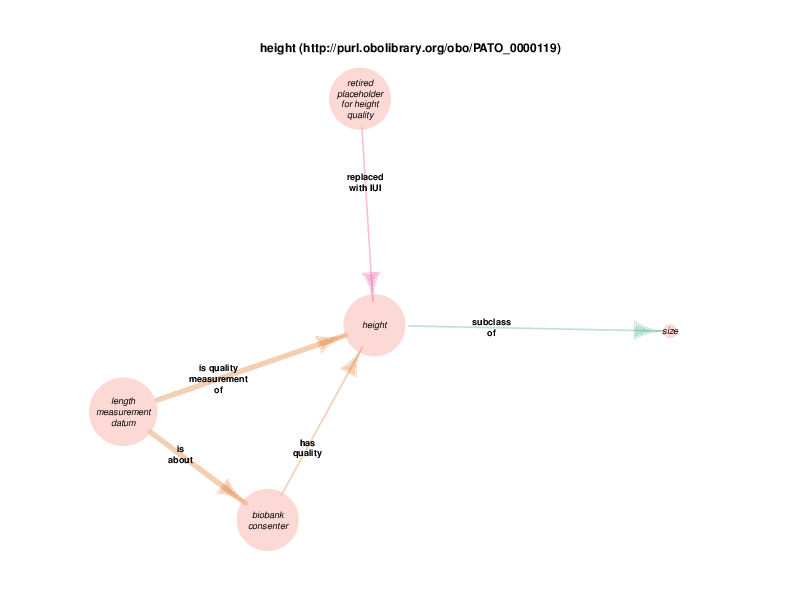 height (http://purl.obolibrary.org/obo/PATO_0000119)
retired
placeholder
for height
quality
replaced
with IUI
height
subclass
of
size
is quality
measurement
of
length
measurement
datum
is
about
has
quality
biobank
consenter